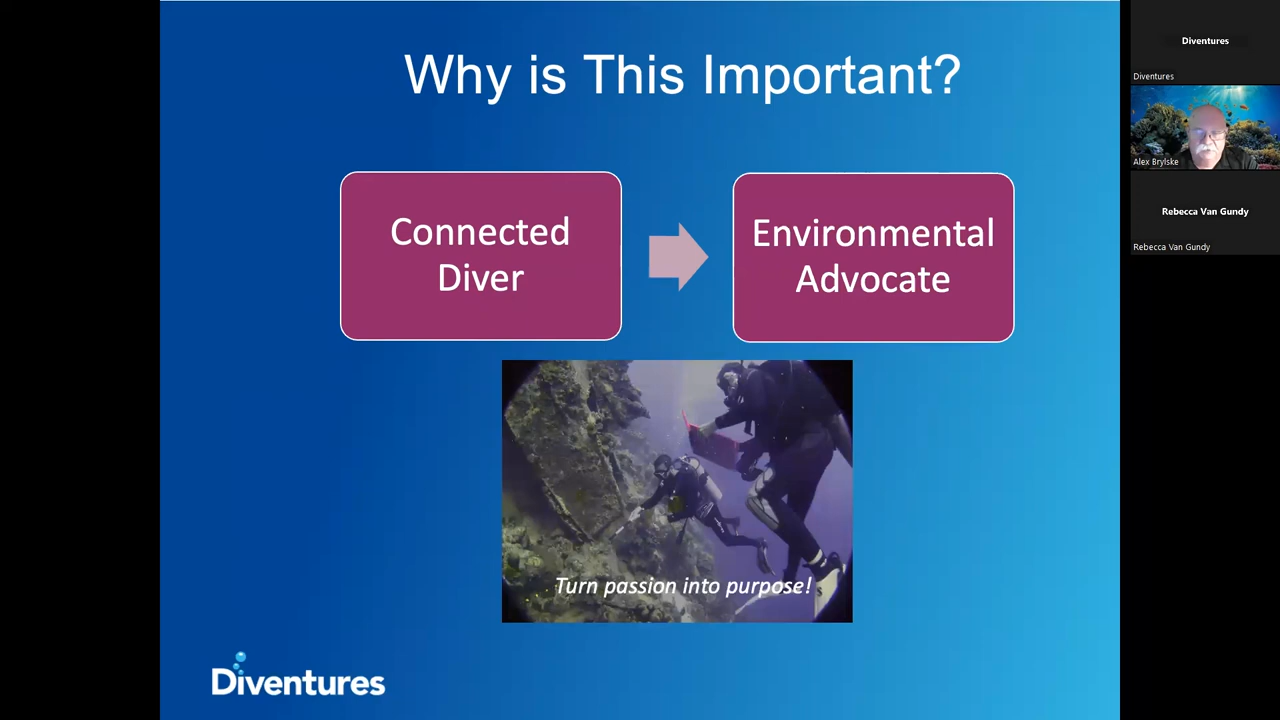 Why is This Important?
Connected
Diver
Environmental
Advocate
Turn passion into purpose!
Diventures
Diventures
Diventures
Alex Brylske
Rebecca Van Gundy
Rebecca Van Gundy